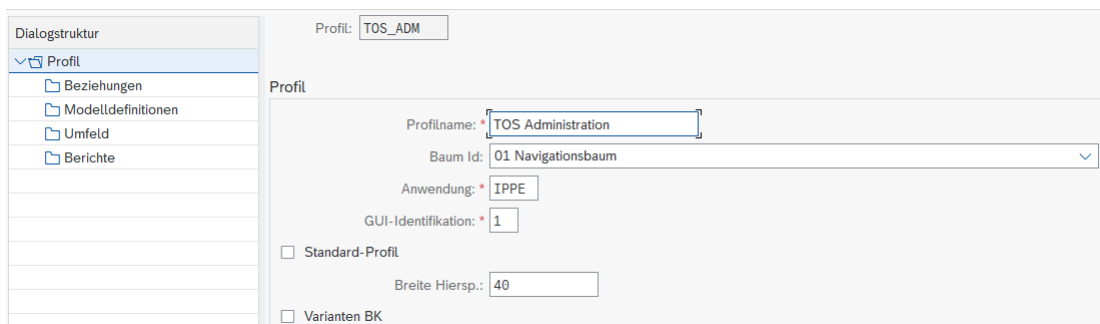 Dialogstruktur
Profil
Beziehungen
Modelldefinitionen
Umfeld
Berichte
Profil: TOS_ADM
Profil
Profilname: * TOS Administration
Baum Id: 01 Navigationsbaum
Anwendung: * IPPE
GUI-Identifikation: * 1
Standard-Profil
Breite Hiersp.: 40
Varianten BK